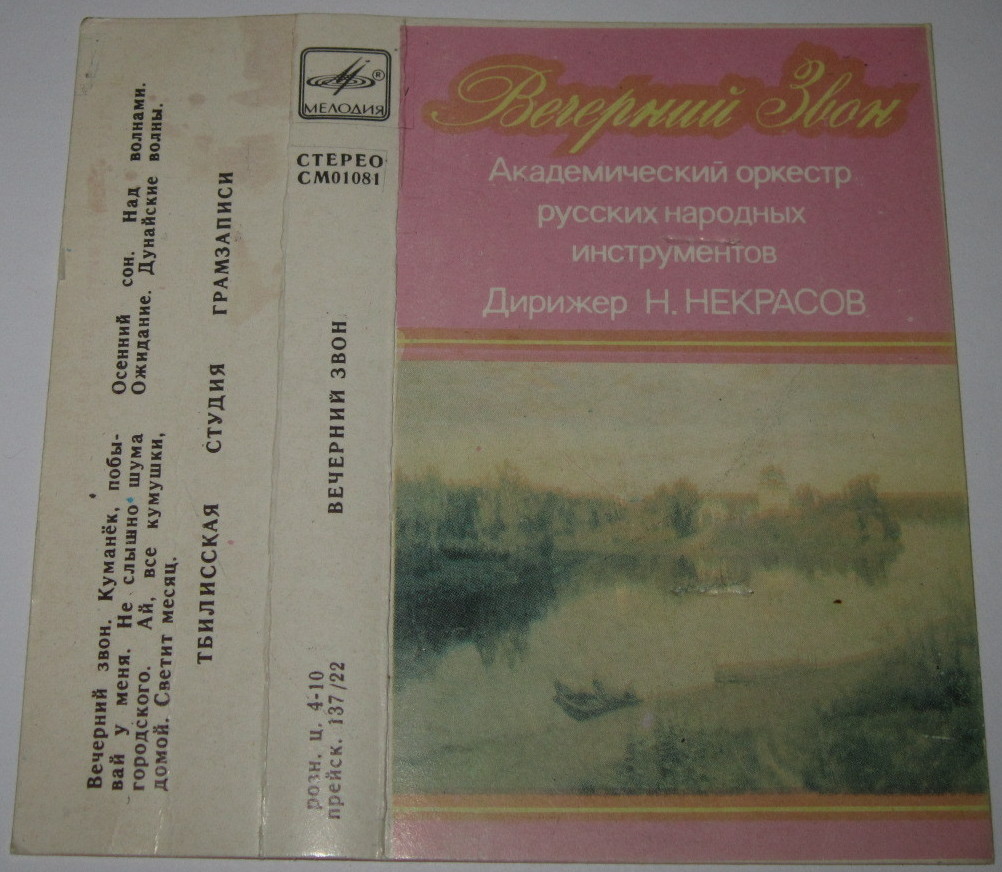 Вечерний звон. Куманёк, побы-
вай у меня. Не слышно шума
городского. Ай, все кумушки,
домой. Светит месяц.
Осенний сон. Над волнами.
Ожидание. Дунайские волны.
ТБИЛИССКАЯ СТУДИЯ ГРАМЗАПИСИ
МЕЛОДИЯ ®
СТЕРЕО
СМ01081
ВЕЧЕРНИЙ ЗВОН
розн. ц. 4-10
прейск. 137/22
Вечерний Звон
Академический оркестр
русских народных
инструментов
Дирижер Н. НЕКРАСОВ